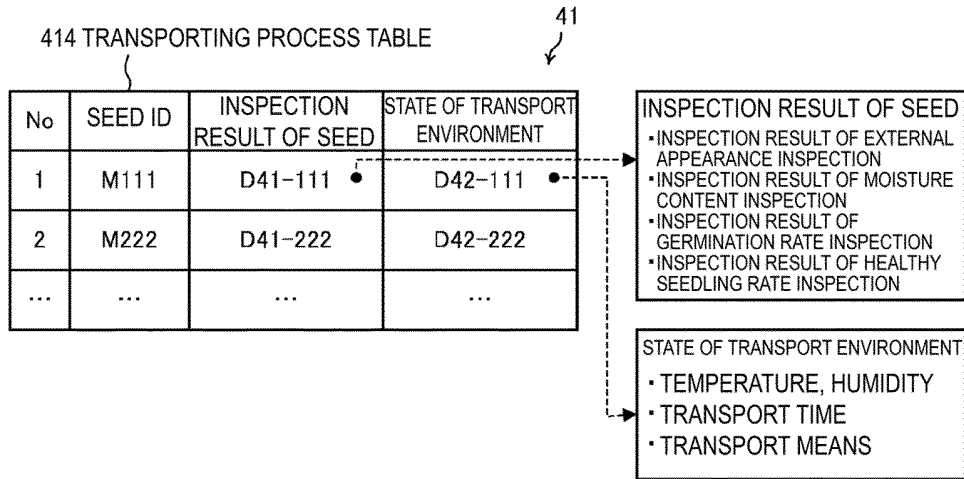 41
414 TRANSPORTING PROCESS TABLE
No SEED ID INSPECTION RESULT OF SEED STATE OF TRANSPORT ENVIRONMENT
1 M111 D41-111 D42-111
2 M222 D41-222 D42-222
... ... ... ...
INSPECTION RESULT OF SEED
・INSPECTION RESULT OF EXTERNAL
APPEARANCE INSPECTION
・INSPECTION RESULT OF MOISTURE
CONTENT INSPECTION
・INSPECTION RESULT OF
GERMINATION RATE INSPECTION
・INSPECTION RESULT OF HEALTHY
SEEDLING RATE INSPECTION
STATE OF TRANSPORT ENVIRONMENT
・TEMPERATURE, HUMIDITY
・TRANSPORT TIME
・TRANSPORT MEANS